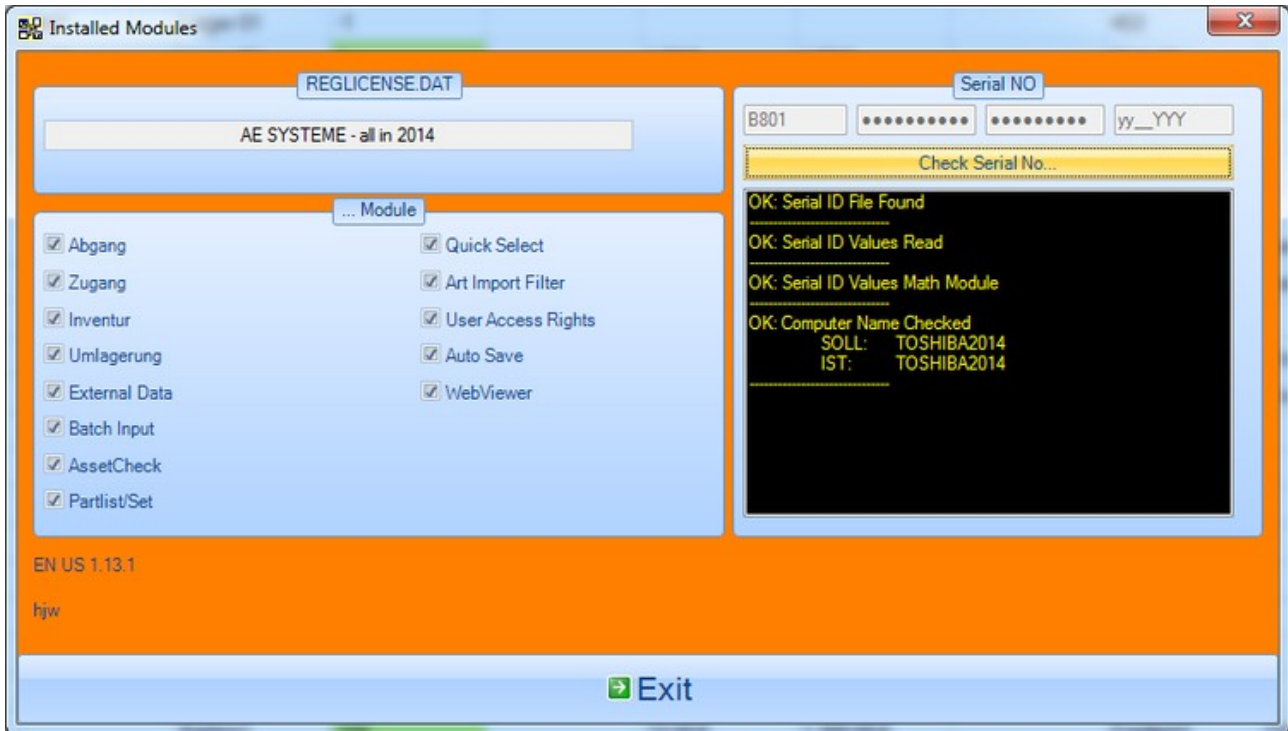 Installed Modules
REGLICENSE.DAT
AE SYSTEME - all in 2014
... Module
Abgang
Zugang
Inventur
Umlagerung
External Data
Batch Input
AssetCheck
Partlist/Set
Quick Select
Art Import Filter
User Access Rights
Auto Save
WebViewer
Serial NO
B801 •••••••••• ••••••••• yy__YYY
Check Serial No...
OK: Serial ID File Found
----------------------------
OK: Serial ID Values Read
----------------------------
OK: Serial ID Values Math Module
----------------------------
OK: Computer Name Checked
SOLL: TOSHIBA2014
IST: TOSHIBA2014
----------------------------
EN US 1.13.1
hjw
Exit